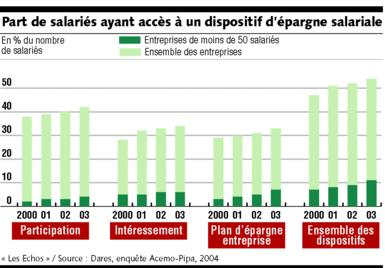 Part de salariés ayant accès à un dispositif d'épargne salariale
En % du nombre
de salariés
Entreprises de moins de 50 salariés
Ensemble des entreprises
50
40
30
20
10
0
2000 01 02 03 2000 01 02 03 2000 01 02 03 2000 01 02 03
Participation
Intéressement
Plan d'épargne
entreprise
Ensemble des
dispositifs
« Les Echos » / Source : Dares, enquête Acemo-Pipa, 2004